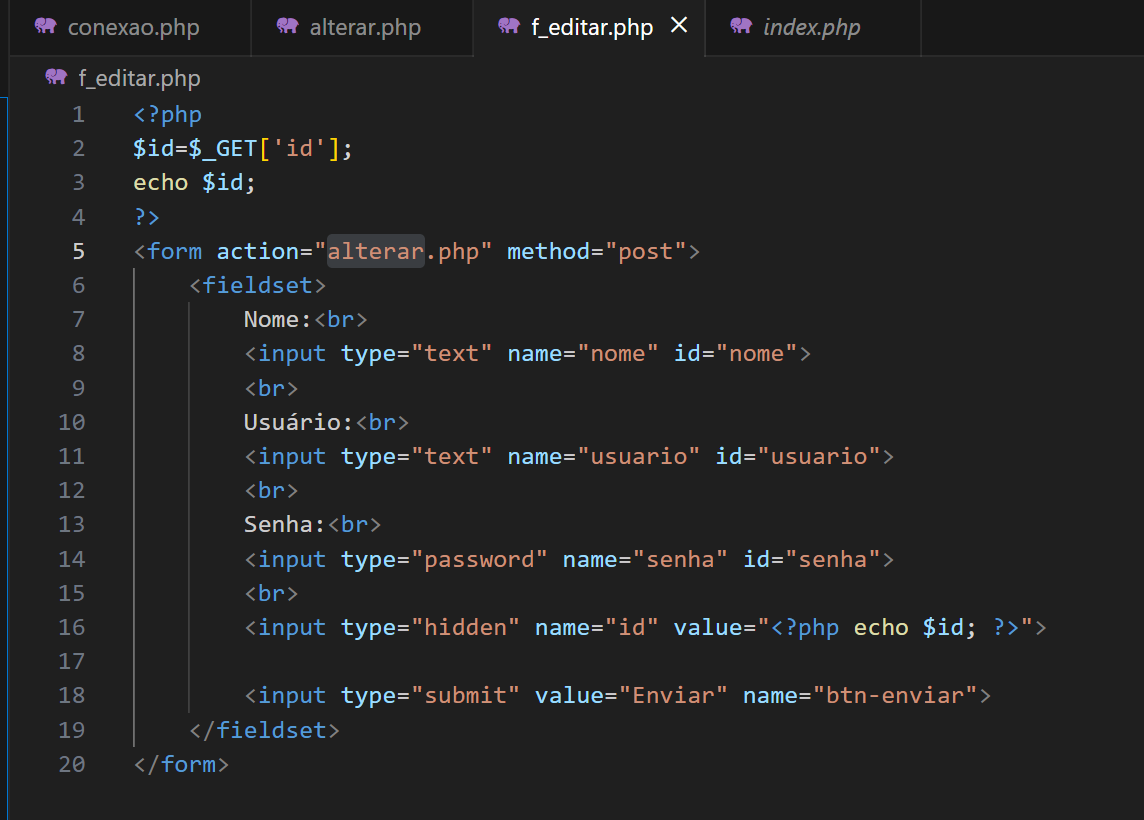 conexao.php alterar.php f_editar.php × index.php
f_editar.php
1 <?php
2 $id=$_GET['id'];
3 echo $id;
4 ?>
5 <form action="alterar.php" method="post">
6 <fieldset>
7 Nome:<br>
8 <input type="text" name="nome" id="nome">
9 <br>
10 Usuário:<br>
11 <input type="text" name="usuario" id="usuario">
12 <br>
13 Senha:<br>
14 <input type="password" name="senha" id="senha">
15 <br>
16 <input type="hidden" name="id" value="<?php echo $id; ?>">
17
18 <input type="submit" value="Enviar" name="btn-enviar">
19 </fieldset>
20 </form>